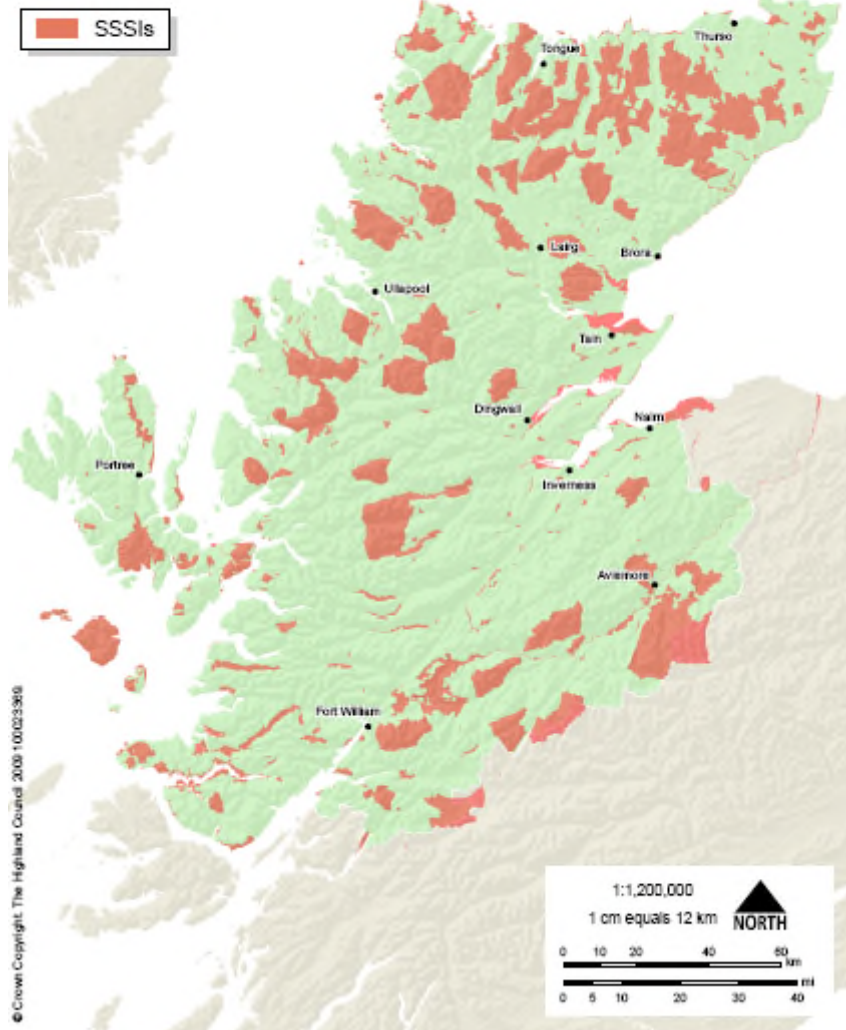 SSSIs
Thurso
Tongue
Lairg
Brora
Ullapool
Tain
Dingwall
Nairn
Portree
Inverness
Aviemore
Fort William
© Crown Copyright. The Highland Council 2009 100023369.
1:1,200,000
1 cm equals 12 km
NORTH
0 10 20 40 60
km
mi
0 5 10 20 30 40